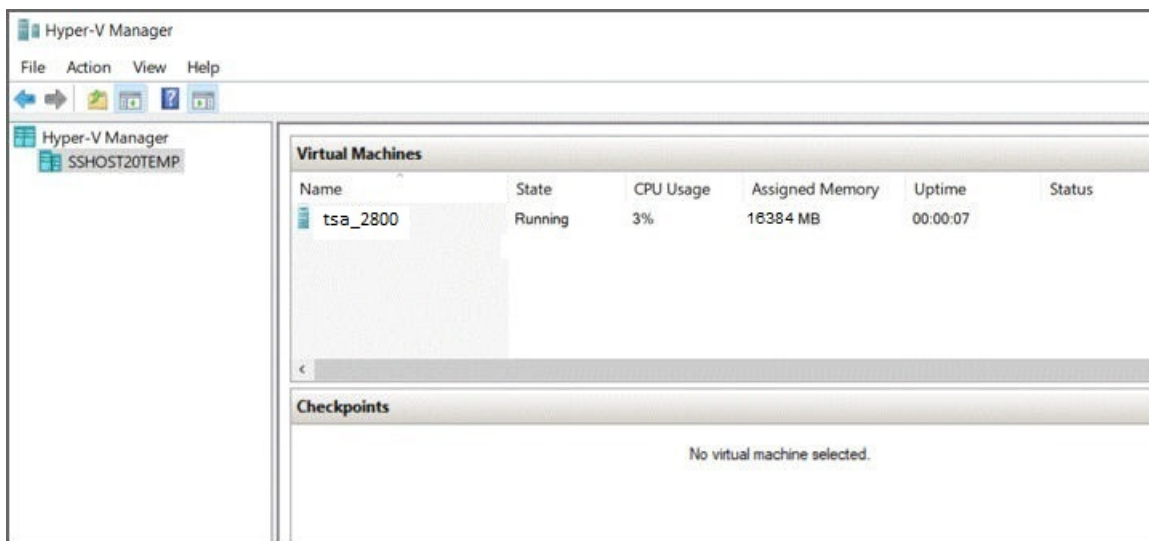 Hyper-V Manager
File Action View Help
Hyper-V Manager
SSHOST20TEMP
Virtual Machines
Name State CPU Usage Assigned Memory Uptime Status
tsa_2800 Running 3% 16384 MB 00:00:07
Checkpoints
No virtual machine selected.